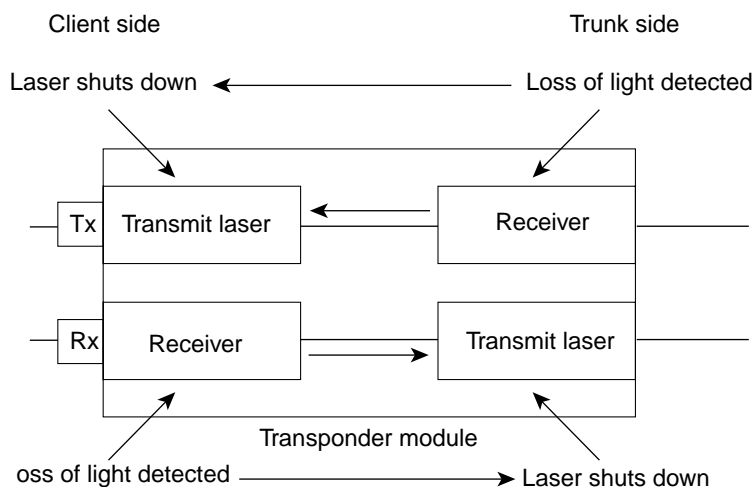 Client side
Trunk side
Laser shuts down
Loss of light detected
Tx
Transmit laser
Receiver
Rx
Receiver
Transmit laser
Transponder module
oss of light detected
Laser shuts down